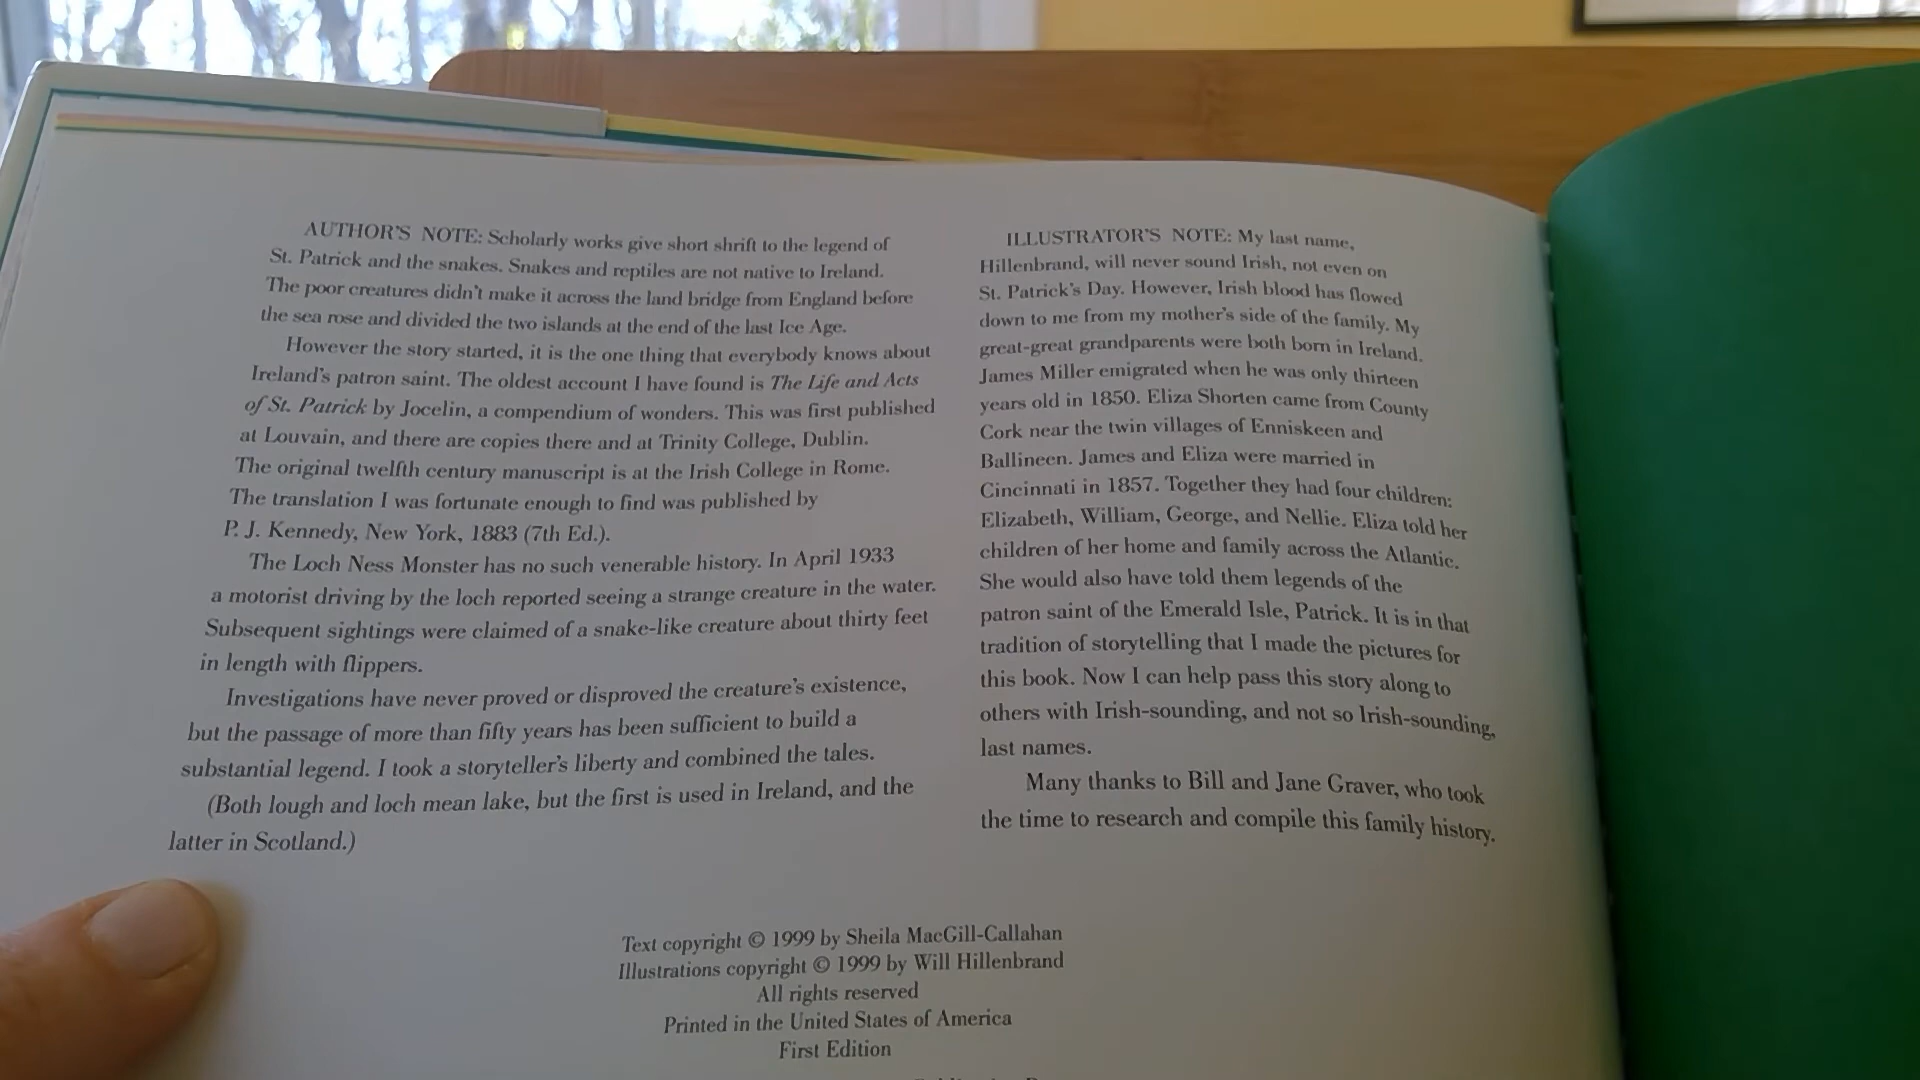 AUTHOR'S NOTE: Scholarly works give short shrift to the legend of
St. Patrick and the snakes. Snakes and reptiles are not native to Ireland.
The poor creatures didn't make it across the land bridge from England before
the sea rose and divided the two islands at the end of the last Ice Age.
However the story started, it is the one thing that everybody knows about
Ireland's patron saint. The oldest account I have found is The Life and Acts
of St. Patrick by Jocelin, a compendium of wonders. This was first published
at Louvain, and there are copies there and at Trinity College, Dublin.
The original twelfth century manuscript is at the Irish College in Rome.
The translation I was fortunate enough to find was published by
P. J. Kennedy, New York, 1883 (7th Ed.).
The Loch Ness Monster has no such venerable history. In April 1933
a motorist driving by the loch reported seeing a strange creature in the water.
Subsequent sightings were claimed of a snake-like creature about thirty feet
in length with flippers.
Investigations have never proved or disproved the creature's existence,
but the passage of more than fifty years has been sufficient to build a
substantial legend. I took a storyteller's liberty and combined the tales.
(Both lough and loch mean lake, but the first is used in Ireland, and the
latter in Scotland.)
ILLUSTRATOR'S NOTE: My last name,
Hillenbrand, will never sound Irish, not even on
St. Patrick's Day. However, Irish blood has flowed
down to me from my mother's side of the family. My
great-great grandparents were both born in Ireland.
James Miller emigrated when he was only thirteen
years old in 1850. Eliza Shorten came from County
Cork near the twin villages of Enniskeen and
Ballineen. James and Eliza were married in
Cincinnati in 1857. Together they had four children:
Elizabeth, William, George, and Nellie. Eliza told her
children of her home and family across the Atlantic.
She would also have told them legends of the
patron saint of the Emerald Isle, Patrick. It is in that
tradition of storytelling that I made the pictures for
this book. Now I can help pass this story along to
others with Irish-sounding, and not so Irish-sounding,
last names.
Many thanks to Bill and Jane Graver, who took
the time to research and compile this family history.
Text copyright © 1999 by Sheila MacGill-Callahan
Illustrations copyright © 1999 by Will Hillenbrand
All rights reserved
Printed in the United States of America
First Edition